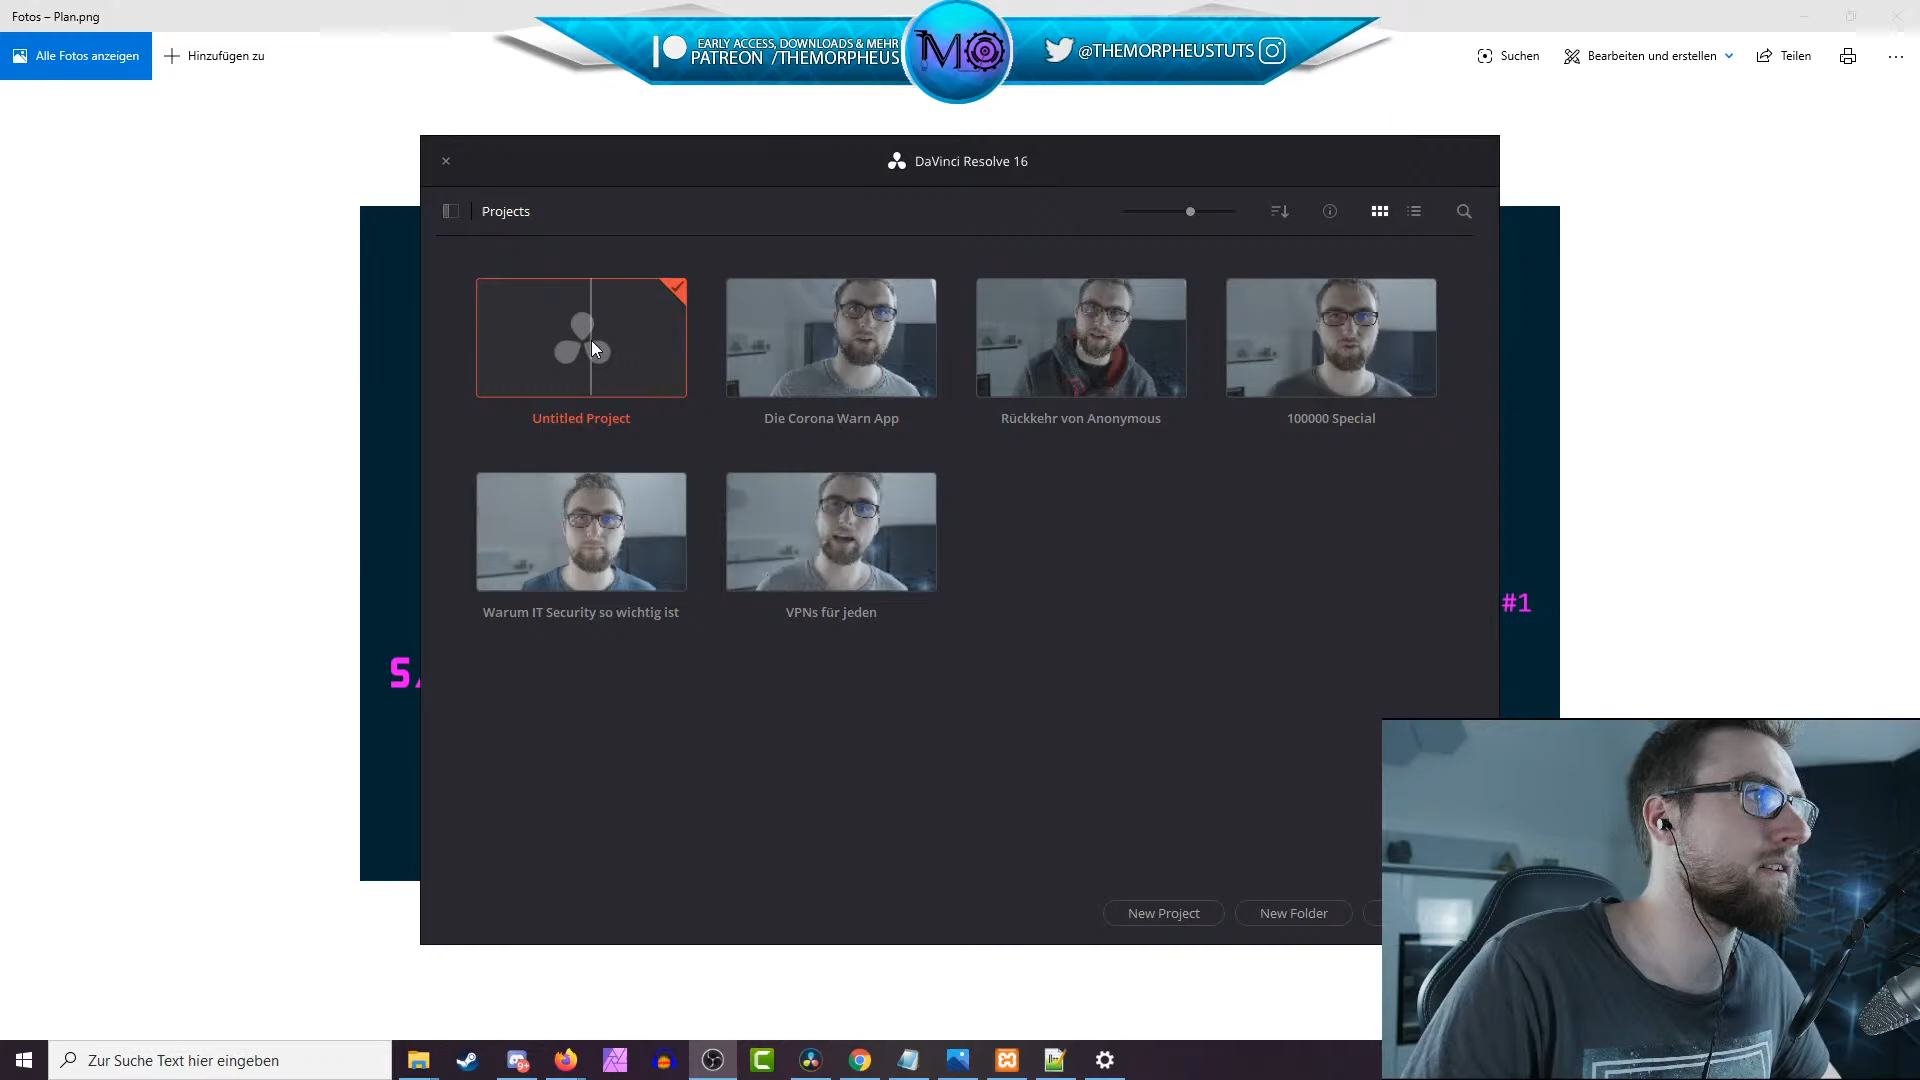 Fotos – Plan.png
Alle Fotos anzeigen
Hinzufügen zu
EARLY ACCESS, DOWNLOADS & MEHR
PATREON /THEMORPHEUS
MO
@THEMORPHEUSTUTS
Suchen
Bearbeiten und erstellen
Teilen
DaVinci Resolve 16
Projects
Untitled Project
Die Corona Warn App
Rückkehr von Anonymous
100000 Special
Warum IT Security so wichtig ist
VPNs für jeden
#1
New Project
New Folder
Zur Suche Text hier eingeben
9+